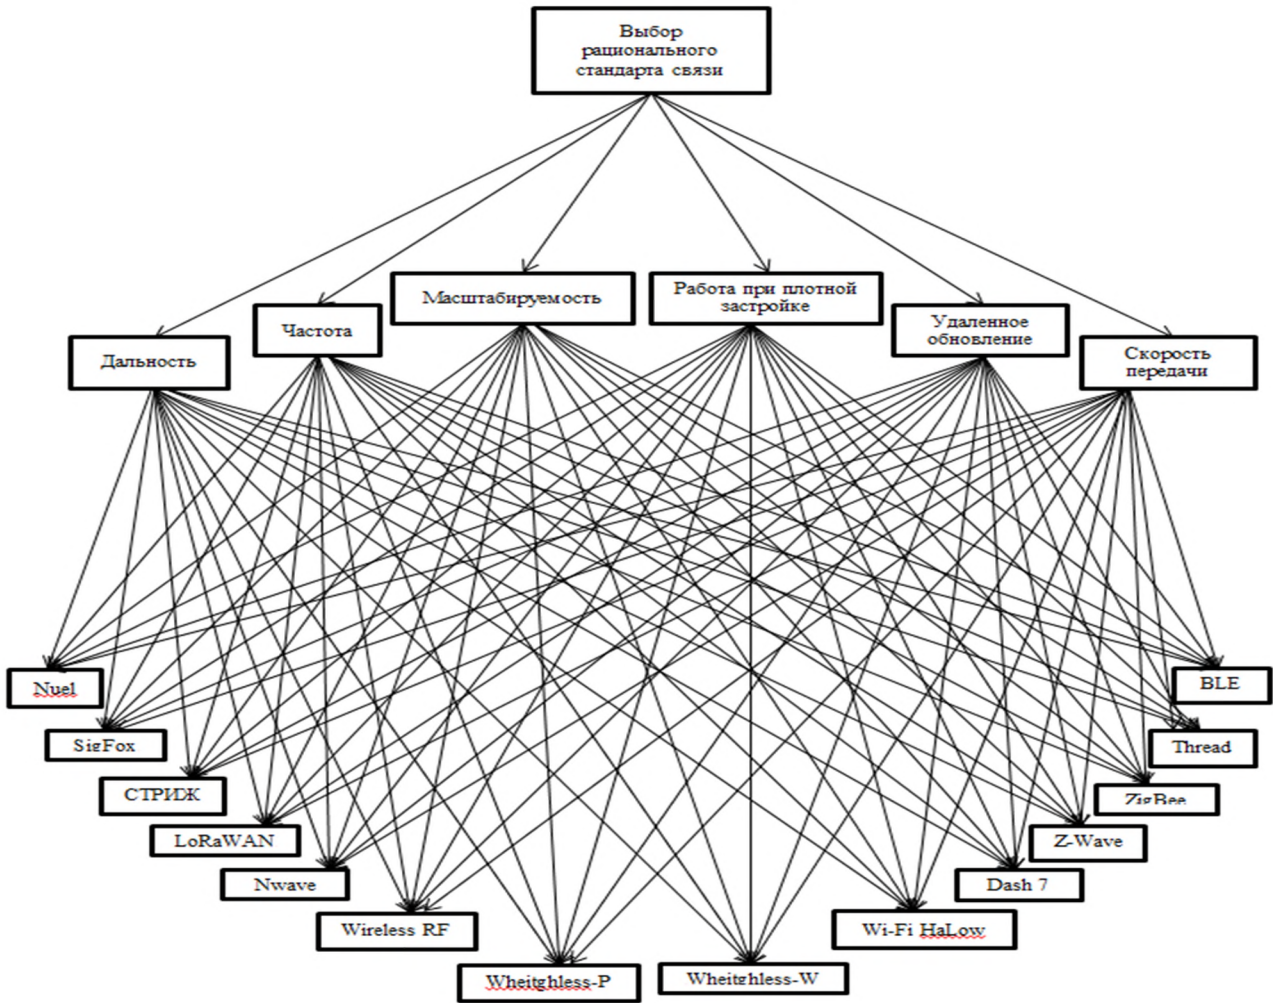 Выбор
рационального
стандарта связи
Масштабируемость
Работа при плотной
застройке
Частота
Удаленное
обновление
Дальность
Скорость
передачи
Nuel
BLE
SigFox
Thread
СТРИЖ
ZigBee
LoRaWAN
Z-Wave
Nwave
Dash 7
Wireless RF
Wi-Fi HaLow
Wheitghless-P
Wheitghless-W